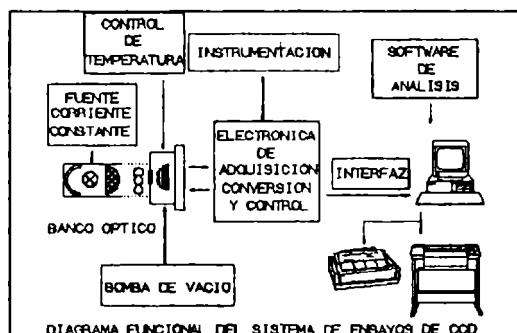 CONTROL
DE
TEMPERATURA
INSTRUMENTACION
SOFTWARE
DE
ANALISIS
FUENTE
CORRIENTE
CONSTANTE
ELECTRONICA
DE
ADQUISICION
CONVERSION
Y CONTROL
INTERFAZ
BANCO OPTICO
BOMBA DE VACIO
DIAGRAMA FUNCIONAL DEL SISTEMA DE ENSAYOS DE CCD